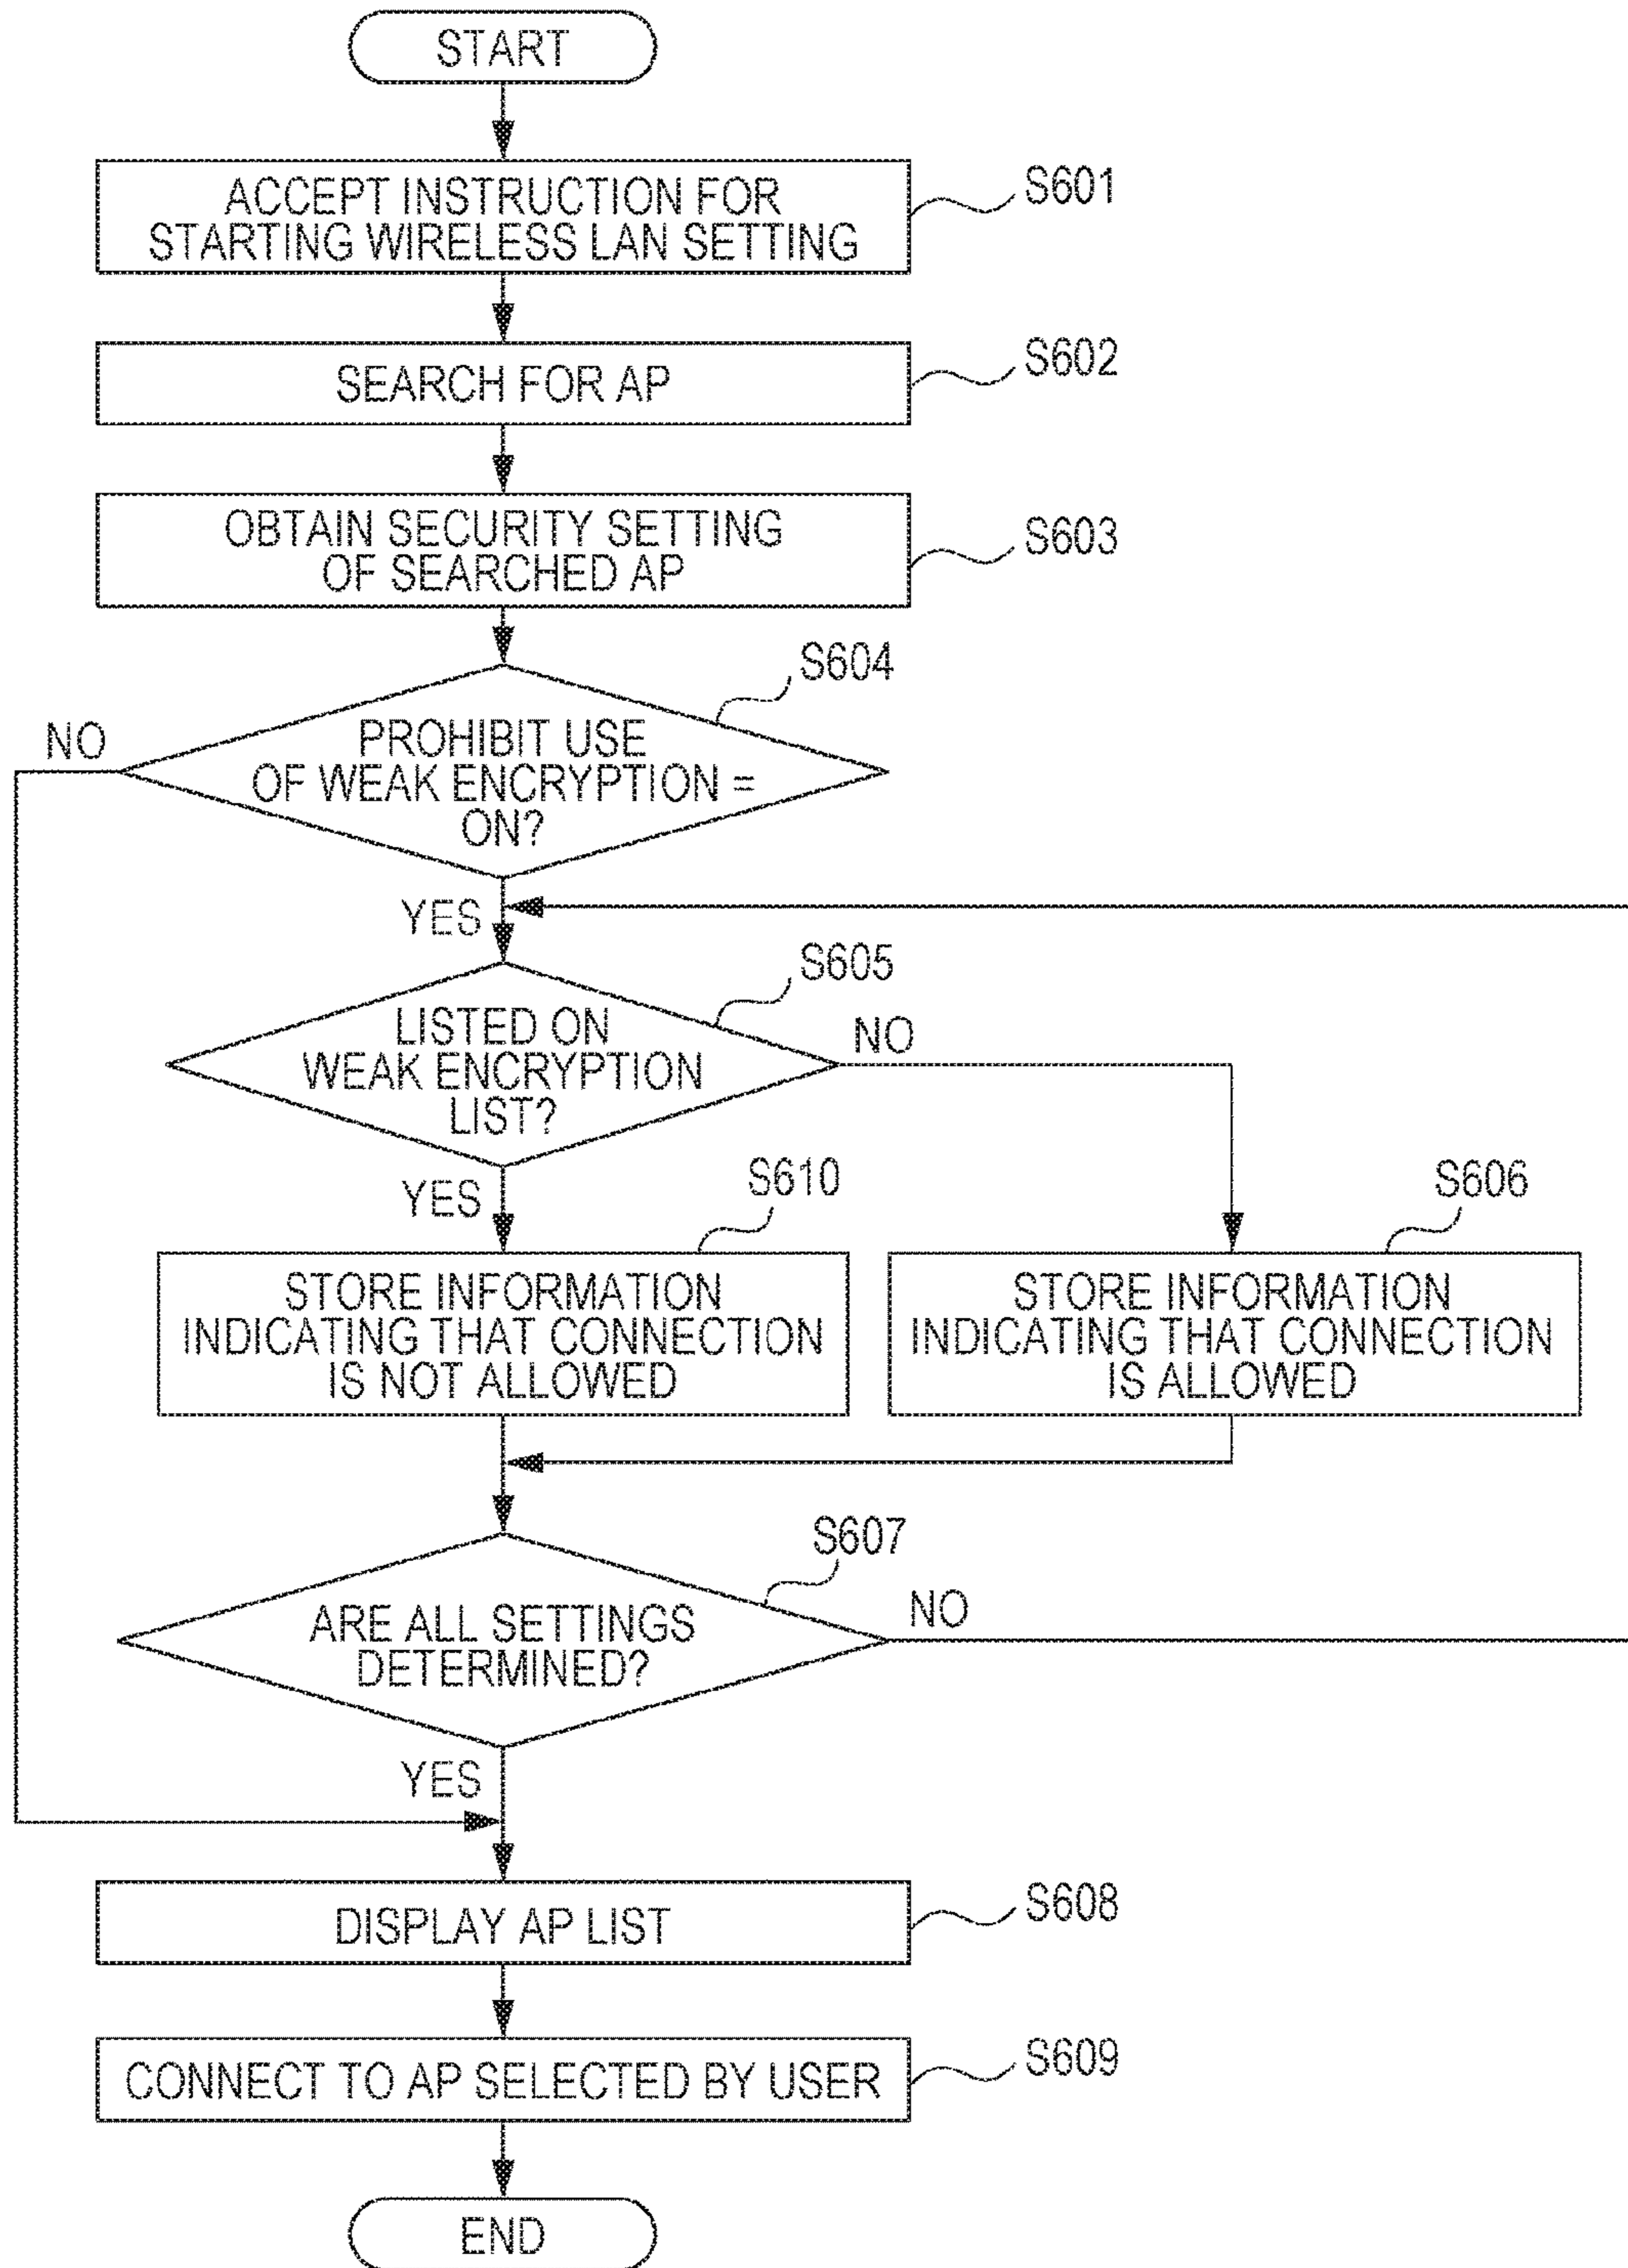 START
ACCEPT INSTRUCTION FOR
STARTING WIRELESS LAN SETTING
S601
SEARCH FOR AP
S602
OBTAIN SECURITY SETTING
OF SEARCHED AP
S603
S604
NO
PROHIBIT USE
OF WEAK ENCRYPTION =
ON?
YES
S605
LISTED ON
WEAK ENCRYPTION
LIST?
NO
YES
S610
S606
STORE INFORMATION
INDICATING THAT CONNECTION
IS NOT ALLOWED
STORE INFORMATION
INDICATING THAT CONNECTION
IS ALLOWED
S607
ARE ALL SETTINGS
DETERMINED?
NO
YES
DISPLAY AP LIST
S608
CONNECT TO AP SELECTED BY USER
S609
END